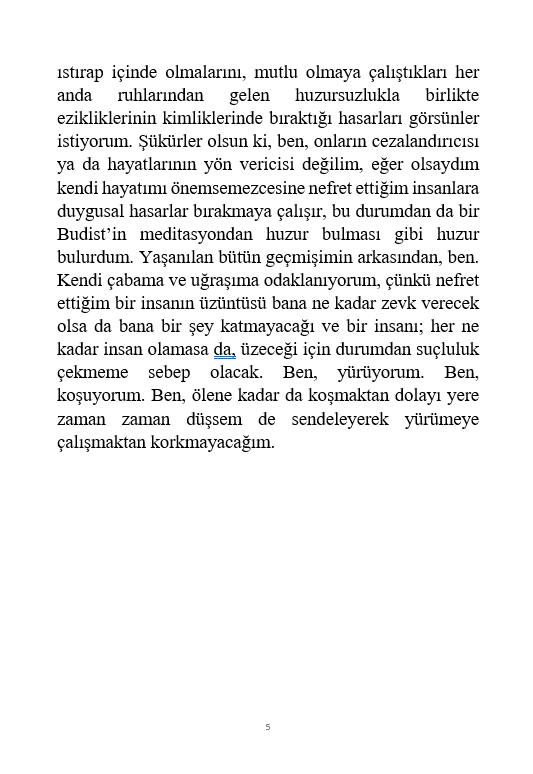 ıstırap içinde olmalarını, mutlu olmaya çalıştıkları her
anda ruhlarından gelen huzursuzlukla birlikte
ezikliklerinin kimliklerinde bıraktığı hasarları görsünler
istiyorum. Şükürler olsun ki, ben, onların cezalandırıcısı
ya da hayatlarının yön vericisi değilim, eğer olsaydım
kendi hayatımı önemsemezcesine nefret ettiğim insanlara
duygusal hasarlar bırakmaya çalışır, bu durumdan da bir
Budist’in meditasyondan huzur bulması gibi huzur
bulurdum. Yaşanılan bütün geçmişimin arkasından, ben.
Kendi çabama ve uğraşıma odaklanıyorum, çünkü nefret
ettiğim bir insanın üzüntüsü bana ne kadar zevk verecek
olsa da bana bir şey katmayacağı ve bir insanı; her ne
kadar insan olamasa da, üzeceği için durumdan suçluluk
çekmeme sebep olacak. Ben, yürüyorum. Ben,
koşuyorum. Ben, ölene kadar da koşmaktan dolayı yere
zaman zaman düşsem de sendeleyerek yürümeye
çalışmaktan korkmayacağım.
5